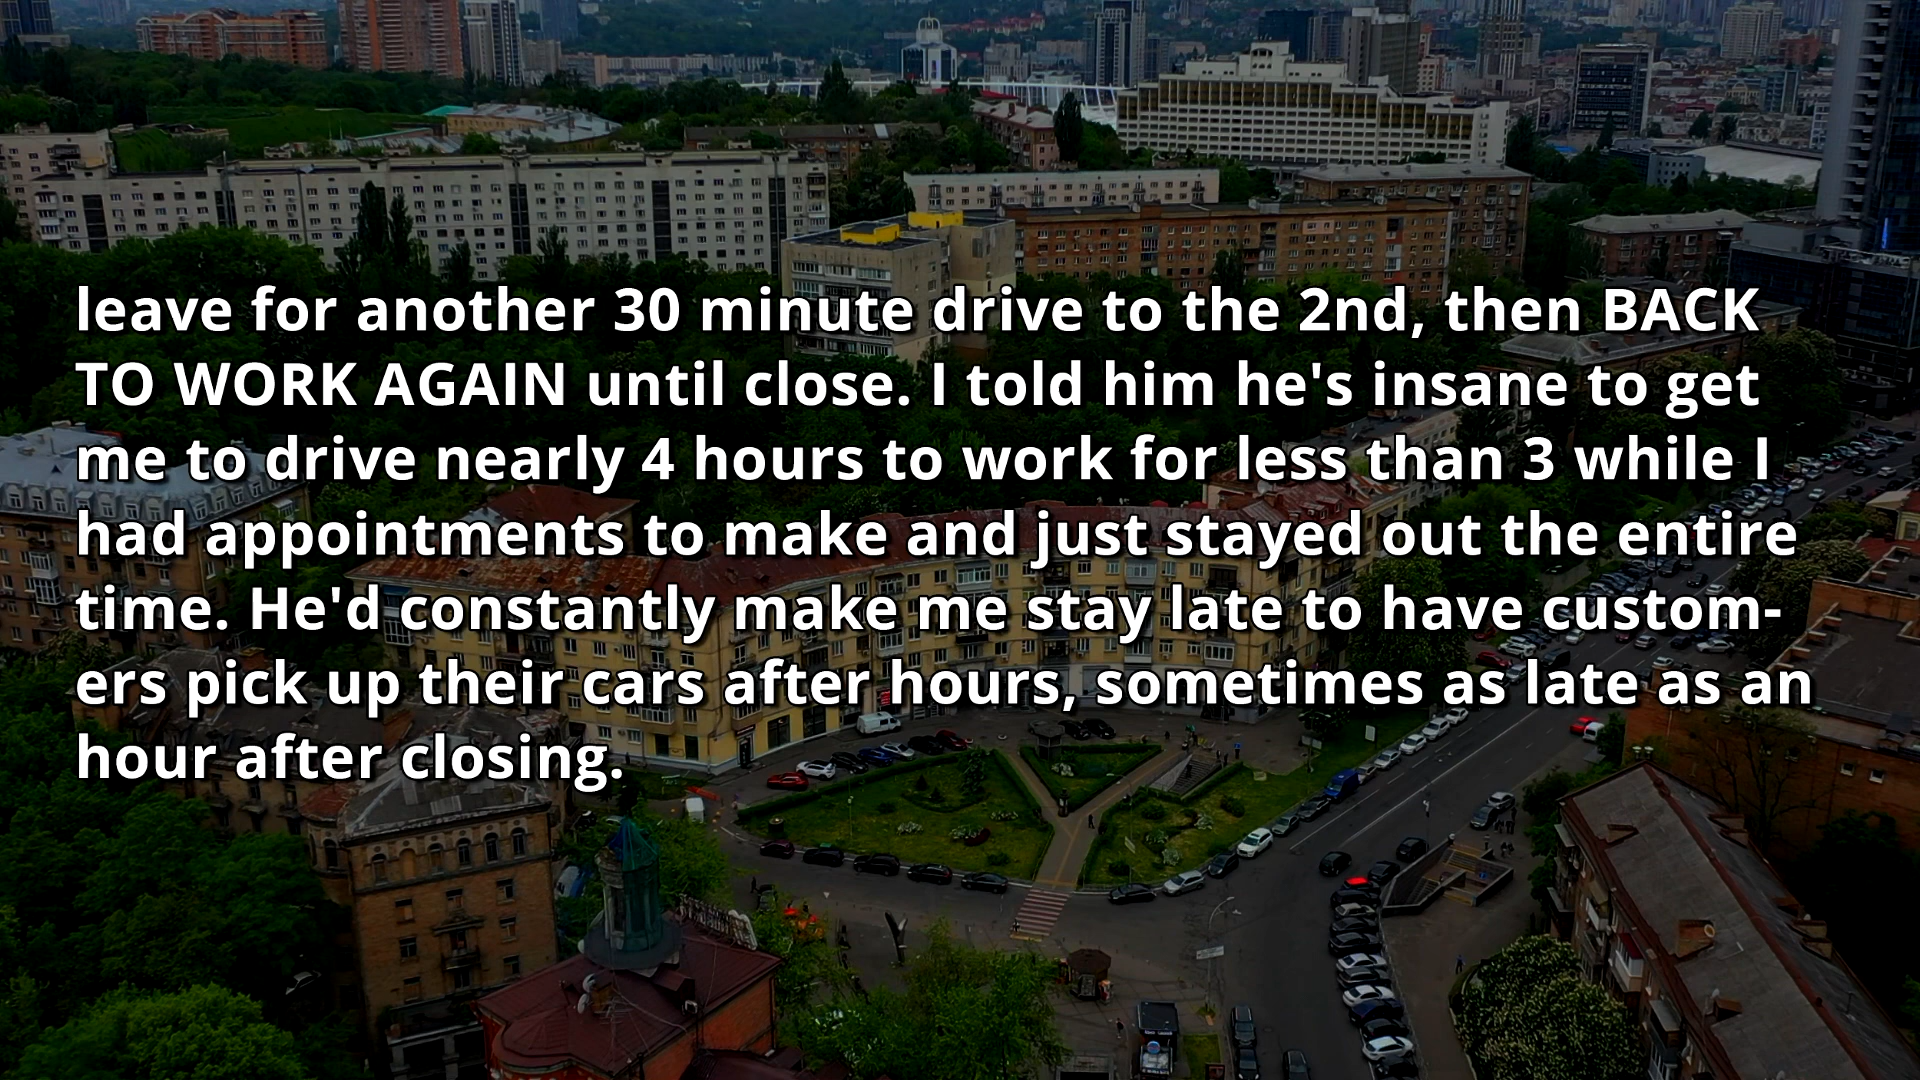 leave for another 30 minute drive to the 2nd, then BACK
TO WORK AGAIN until close. I told him he's insane to get
me to drive nearly 4 hours to work for less than 3 while I
had appointments to make and just stayed out the entire
time. He'd constantly make me stay late to have custom-
ers pick up their cars after hours, sometimes as late as an
hour after closing.